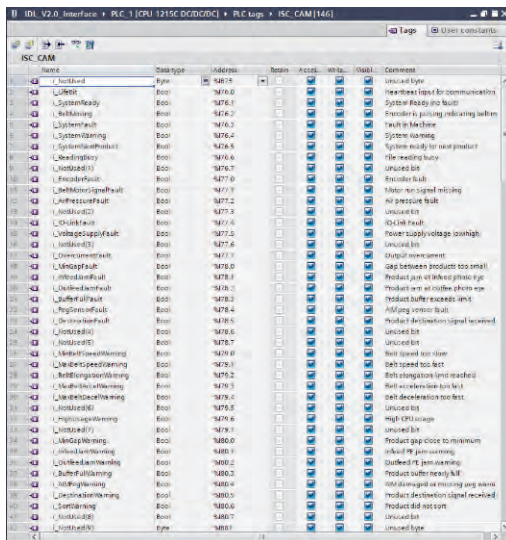 IDL_V2.0_Interface ▸ PLC_1 [CPU 1215C DC/DC/DC] ▸ PLC tags ▸ ISC_CAM [146]
Tags User constants
ISC_CAM
Name Data type Address Retain Acces... Write... Visibl... Comment
i_NotUsed Byte %IB75 Unused byte
i_LifeBit Bool %I76.0 Heartbeat input for communication
i_SystemReady Bool %I76.1 System Ready (no fault)
i_BeltMoving Bool %I76.2 Encoder is pulsing indicating belt m
i_SystemFault Bool %I76.3 Fault in Machine
i_SystemWarning Bool %I76.4 System warning
i_SystemNextProduct Bool %I76.5 System ready for next product
i_ReadingBusy Bool %I76.6 File reading busy
i_NotUsed(1) Bool %I76.7 Unused bit
i_EncoderFault Bool %I77.0 Encoder fault
i_BeltMotorSignalFault Bool %I77.1 Motor run signal missing
i_AirPressureFault Bool %I77.2 Air pressure fault
i_NotUsed(2) Bool %I77.3 Unused bit
i_IO-LinkFault Bool %I77.4 IO-Link Fault
i_VoltageSupplyFault Bool %I77.5 Power supply voltage low/high
i_NotUsed(3) Bool %I77.6 Unused bit
i_OvercurrentFault Bool %I77.7 Output overcurrent
i_MinGapFault Bool %I78.0 Gap between products too small
i_InfeedJamFault Bool %I78.1 Product jam at infeed photo eye
i_OutfeedJamFault Bool %I78.2 Product jam at outfee photo eye
i_BufferFullFault Bool %I78.3 Product buffer exceeds limit
i_PegSensorFault Bool %I78.4 AIM peg sensor fault
i_DestinationFault Bool %I78.5 Product destination signal received
i_NotUsed(4) Bool %I78.6 Unused bit
i_NotUsed(5) Bool %I78.7 Unused bit
i_MinBeltSpeedWarning Bool %I79.0 Belt speed too slow
i_MaxBeltSpeedWarning Bool %I79.1 Belt speed too fast
i_BeltElongationWarning Bool %I79.2 Belt elongation limit reached
i_MaxBeltAccelWarning Bool %I79.3 Belt acceleration too fast
i_MaxBeltDecelWarning Bool %I79.4 Belt deceleration too fast
i_NotUsed(6) Bool %I79.5 Unused bit
i_HighUsageWarning Bool %I79.6 High CPU usage
i_NotUsed(7) Bool Unused bit
i_MinGapWarning Bool %I80.0 Product gap close to minimum
i_InfeedJamWarning Bool %I80.1 Infeed PE jam warning
i_OutfeedJamWarning Bool %I80.2 Outfeed PE jam warning
i_BufferFullWarning Bool %I80.3 Product buffer nearly full
i_AIMPegWarning Bool %I80.4 AIM damaged or missing peg warni
i_DestinationWarning Bool %I80.5 Product destination signal received
i_SortWarning Bool %I80.6 Product did not sort
i_NotUsed(8) Bool %I80.7 Unused bit
i_NotUsed(9) Byte %IB81 Unused byte